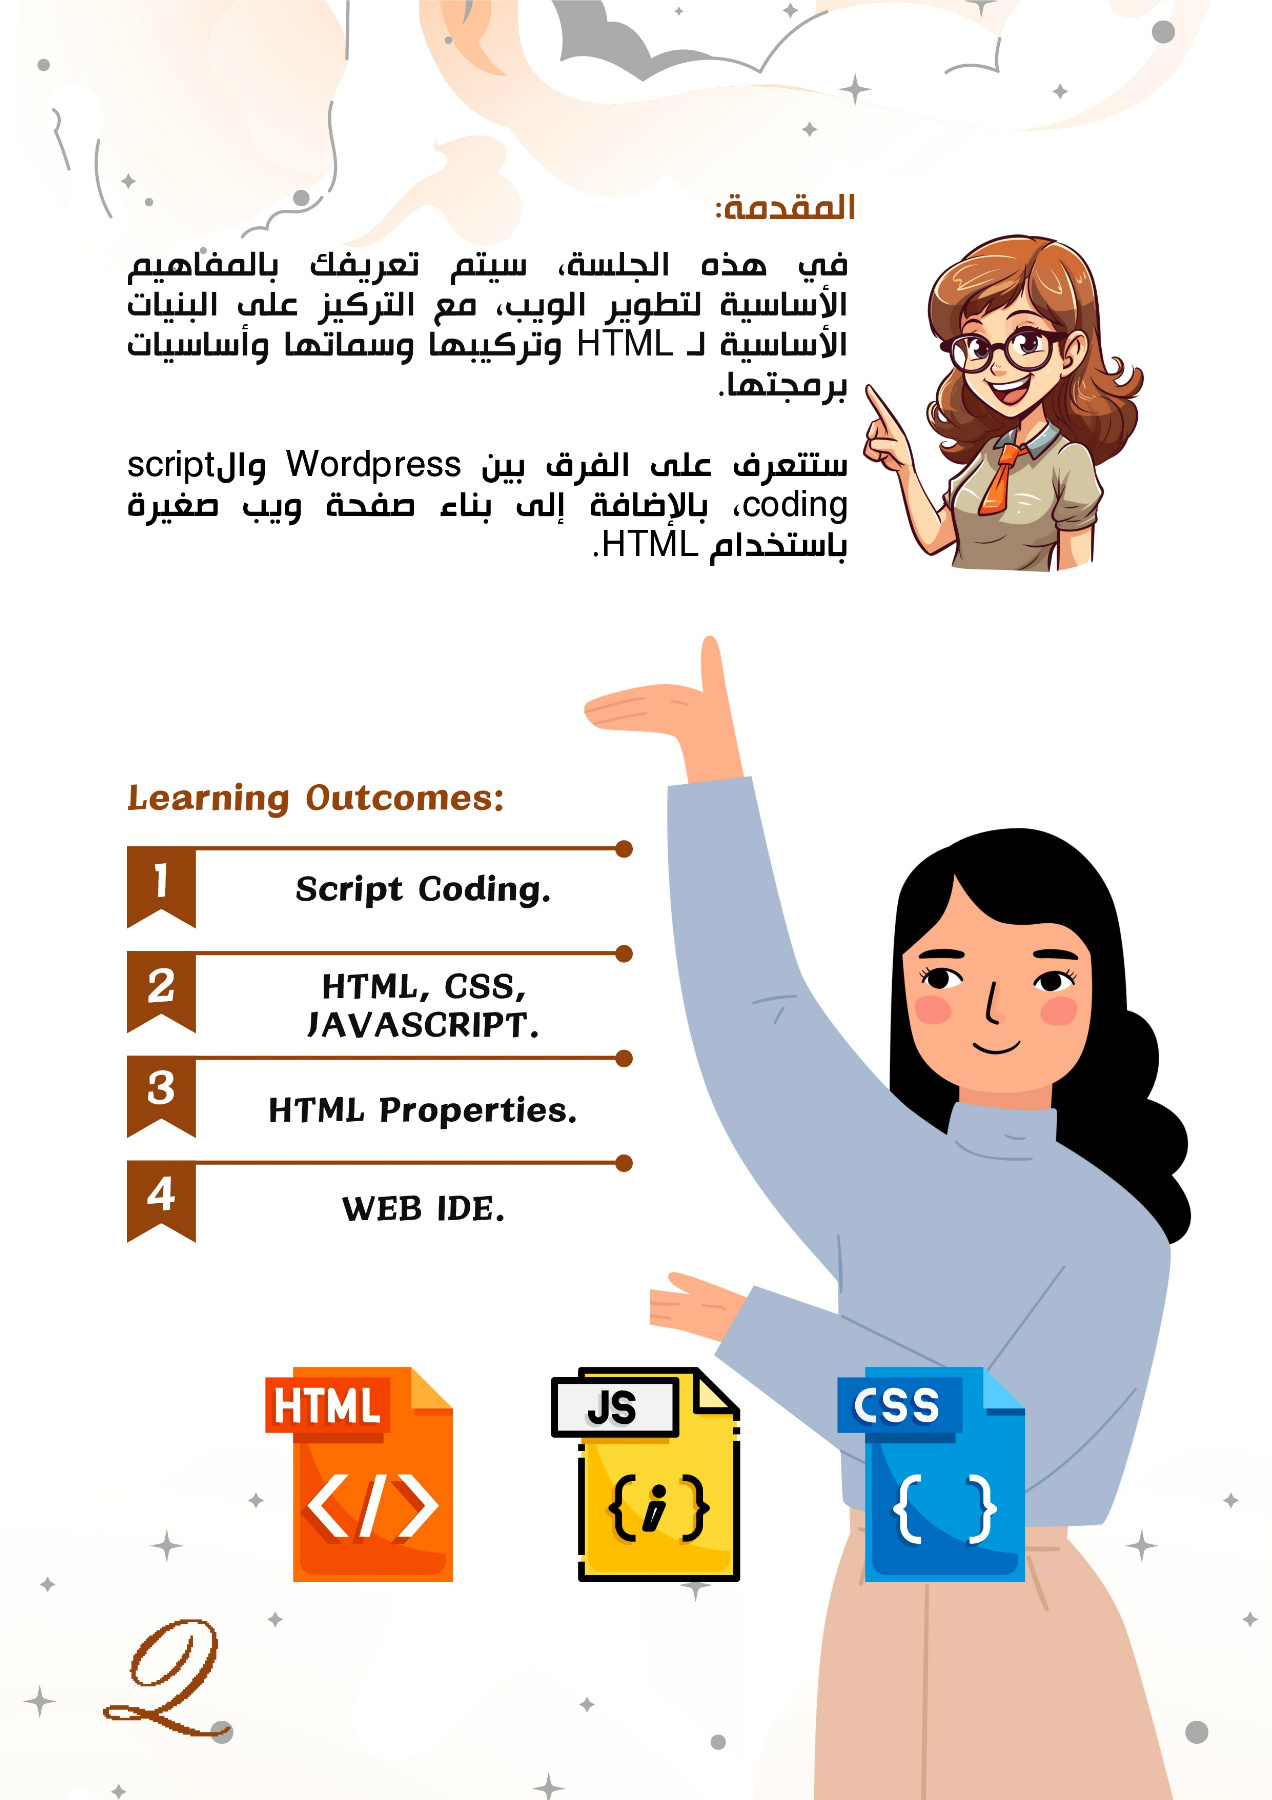 المقدمة:
في هذه الجلسة، سيتم تعريفك بالمفاهيم
الأساسية لتطوير الويب، مع التركيز على البنيات
الأساسية لـ HTML وتركيبها وسماتها وأساسيات
برمجتها.
ستتعرف على الفرق بين Wordpress والscript
coding، بالإضافة إلى بناء صفحة ويب صغيرة
باستخدام HTML.
Learning Outcomes:
1
Script Coding.
2
HTML, CSS,
JAVASCRIPT.
3
HTML Properties.
4
WEB IDE.
HTML
JS
CSS
</>
{i}
{ }
Q